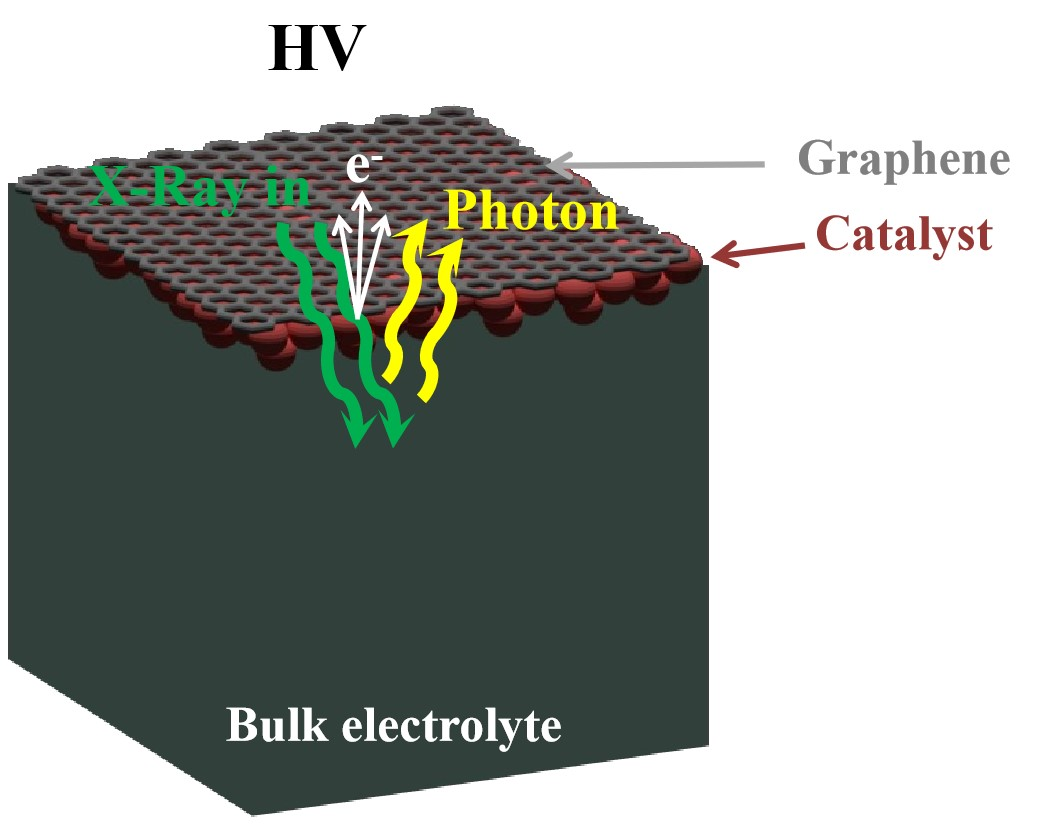 HV
e-
Graphene
X-Ray in
Photon
Catalyst
Bulk electrolyte